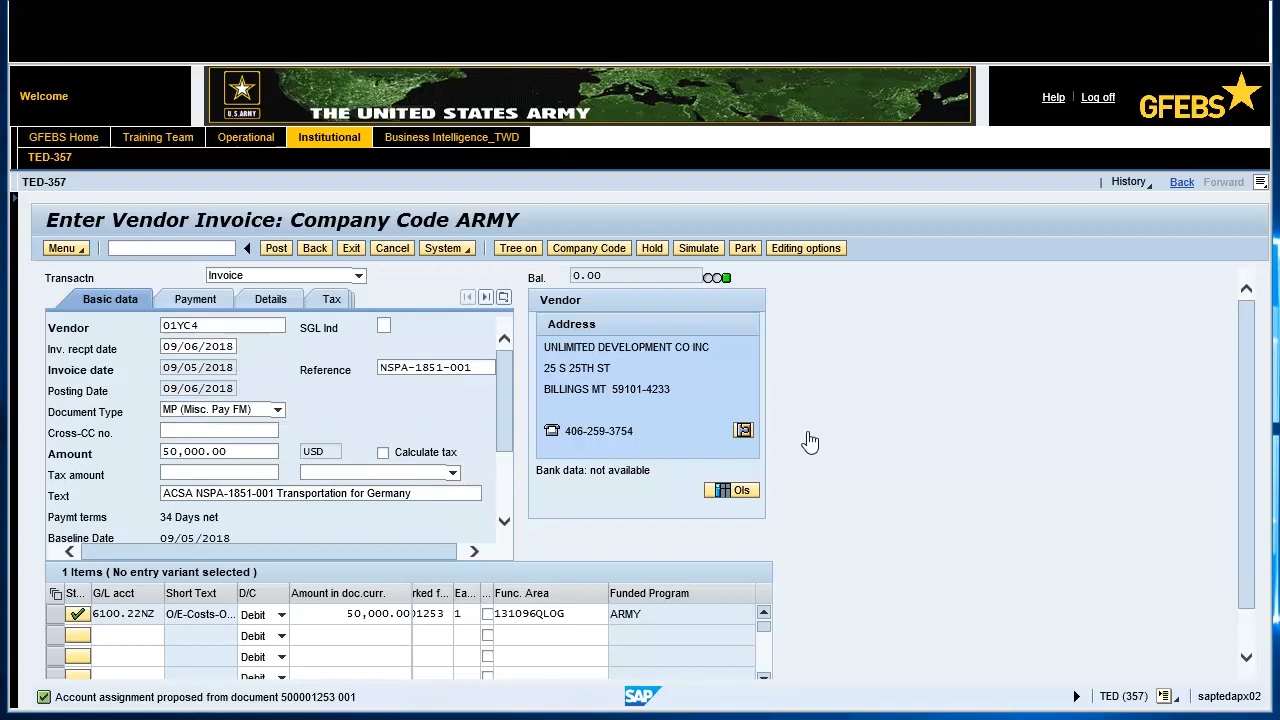 Welcome
U.S.ARMY
THE UNITED STATES ARMY
Help | Log off
GFEBS
GFEBS Home Training Team Operational Institutional Business Intelligence_TWD
TED-357
TED-357
| History Back Forward
Enter Vendor Invoice: Company Code ARMY
Menu Post Back Exit Cancel System Tree on Company Code Hold Simulate Park Editing options
Transactn Invoice Bal. 0.00
Basic data Payment Details Tax Vendor
Vendor 01YC4 SGL Ind Address
Inv. recpt date 09/06/2018 UNLIMITED DEVELOPMENT CO INC
Invoice date 09/05/2018 Reference NSPA-1851-001 25 S 25TH ST
Posting Date 09/06/2018 BILLINGS MT 59101-4233
Document Type MP (Misc. Pay FM)
Cross-CC no. 406-259-3754
Amount 50,000.00 USD Calculate tax
Tax amount Bank data: not available
Text ACSA NSPA-1851-001 Transportation for Germany OIs
Paymt terms 34 Days net
Baseline Date 09/05/2018
1 Items ( No entry variant selected )
St... G/L acct Short Text D/C Amount in doc.curr. rked f... Ea... ... Func. Area Funded Program
6100.22NZ O/E-Costs-O... Debit 50,000.00 01253 1 131096QLOG ARMY
Debit
Debit
Account assignment proposed from document 500001253 001 SAP TED (357) saptedapx02